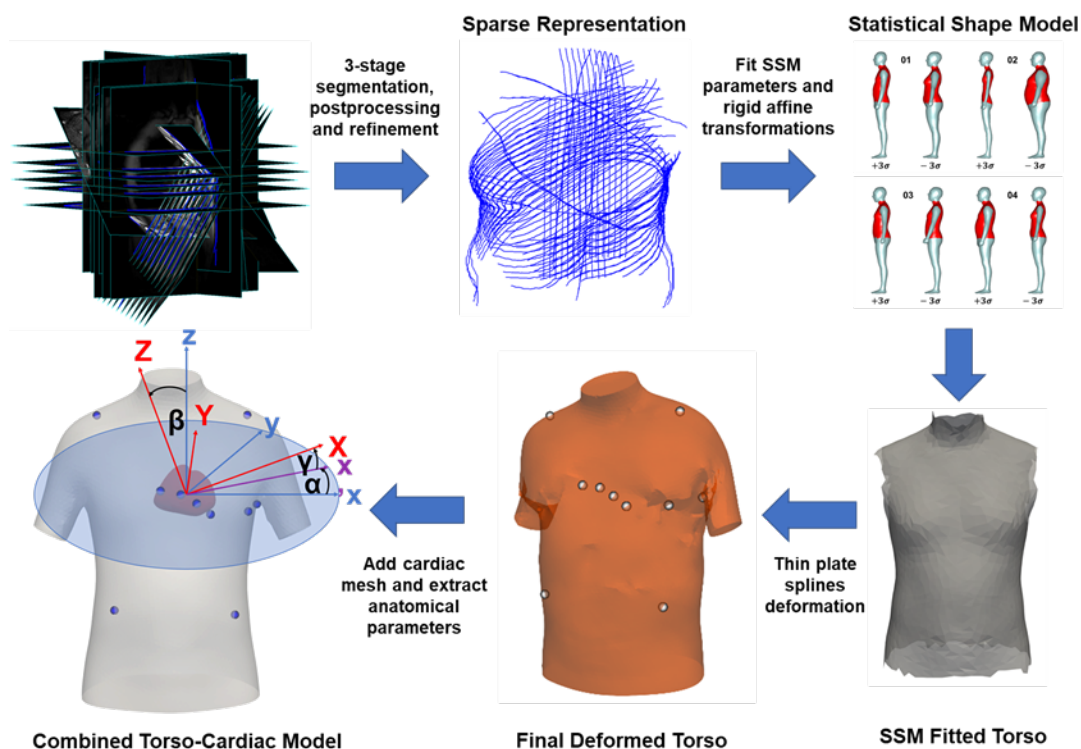 Sparse Representation
Statistical Shape Model
3-stage
segmentation,
postprocessing
and refinement
Fit SSM
parameters and
rigid affine
transformations
01
02
+3σ
− 3σ
+3σ
− 3σ
03
04
+3σ
− 3σ
+3σ
− 3σ
Z
z
β
Y
y
X
γ
x
α
x
Add cardiac
mesh and extract
anatomical
parameters
Thin plate
splines
deformation
Combined Torso-Cardiac Model
Final Deformed Torso
SSM Fitted Torso